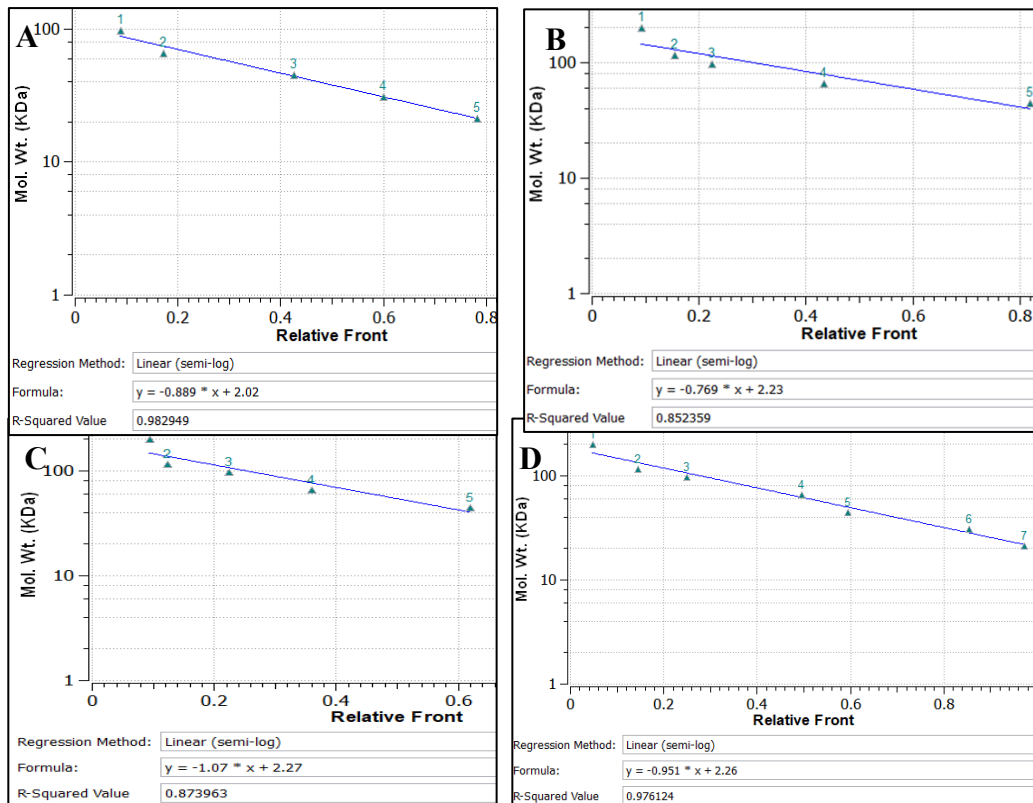 A
Mol. Wt. (KDa)
100
10
1
1
2
3
4
5
0
0.2
0.4
0.6
0.8
Relative Front
Regression Method: Linear (semi-log)
Formula: y = -0.889 * x + 2.02
R-Squared Value 0.982949
B
Mol. Wt. (KDa)
100
10
1
1
2
3
4
5
0
0.2
0.4
0.6
0.8
Relative Front
Regression Method: Linear (semi-log)
Formula: y = -0.769 * x + 2.23
R-Squared Value 0.852359
C
Mol. Wt. (KDa)
100
10
1
2
3
4
5
0
0.2
0.4
0.6
Relative Front
Regression Method: Linear (semi-log)
Formula: y = -1.07 * x + 2.27
R-Squared Value 0.873963
D
Mol. Wt. (KDa)
100
10
1
1
2
3
4
5
6
7
0
0.2
0.4
0.6
0.8
Relative Front
Regression Method: Linear (semi-log)
Formula: y = -0.951 * x + 2.26
R-Squared Value 0.976124